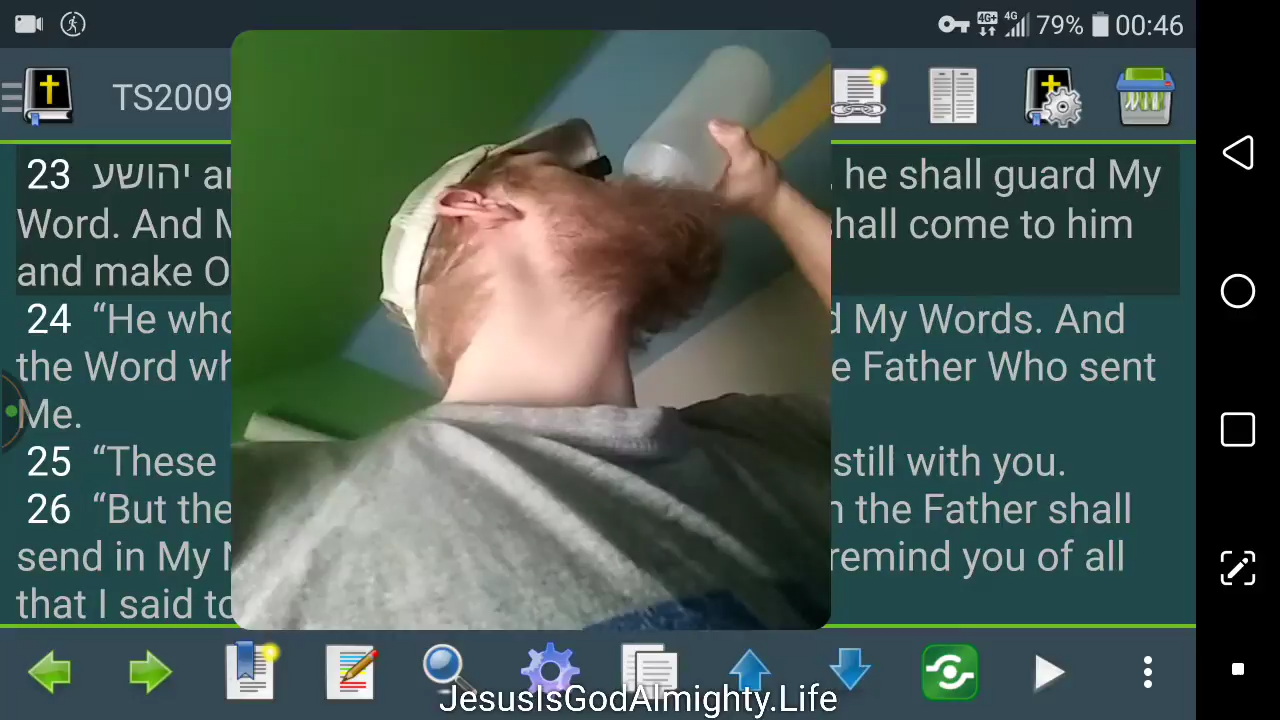 79% 00:46
TS2009
23 יהושע he shall guard My
Word. And hall come to him
and make O
24 “He who My Words. And
the Word wh e Father Who sent
Me.
25 “These still with you.
26 “But the the Father shall
send in My remind you of all
that I said to
JesusIsGodAlmighty.Life